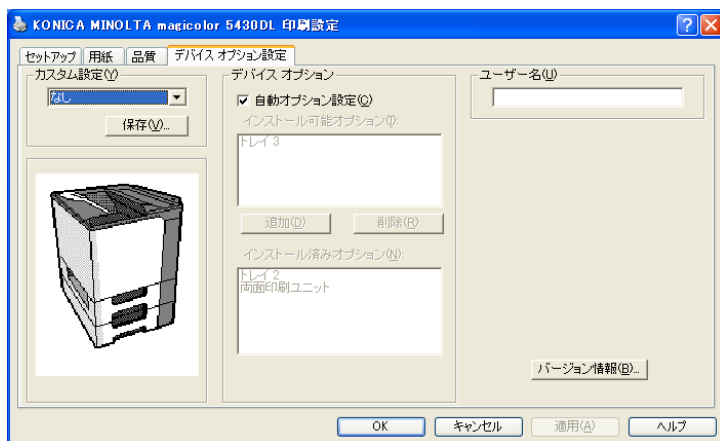 KONICA MINOLTA magicolor 5430DL 印刷設定
セットアップ 用紙 品質 デバイス オプション設定
カスタム設定(Y)
なし
保存(V)...
デバイス オプション
自動オプション設定(C)
インストール可能オプション(I):
トレイ 3
追加(D) 削除(R)
インストール済みオプション(N):
トレイ 2
両面印刷ユニット
ユーザー名(U)
バージョン情報(B)...
OK キャンセル 適用(A) ヘルプ